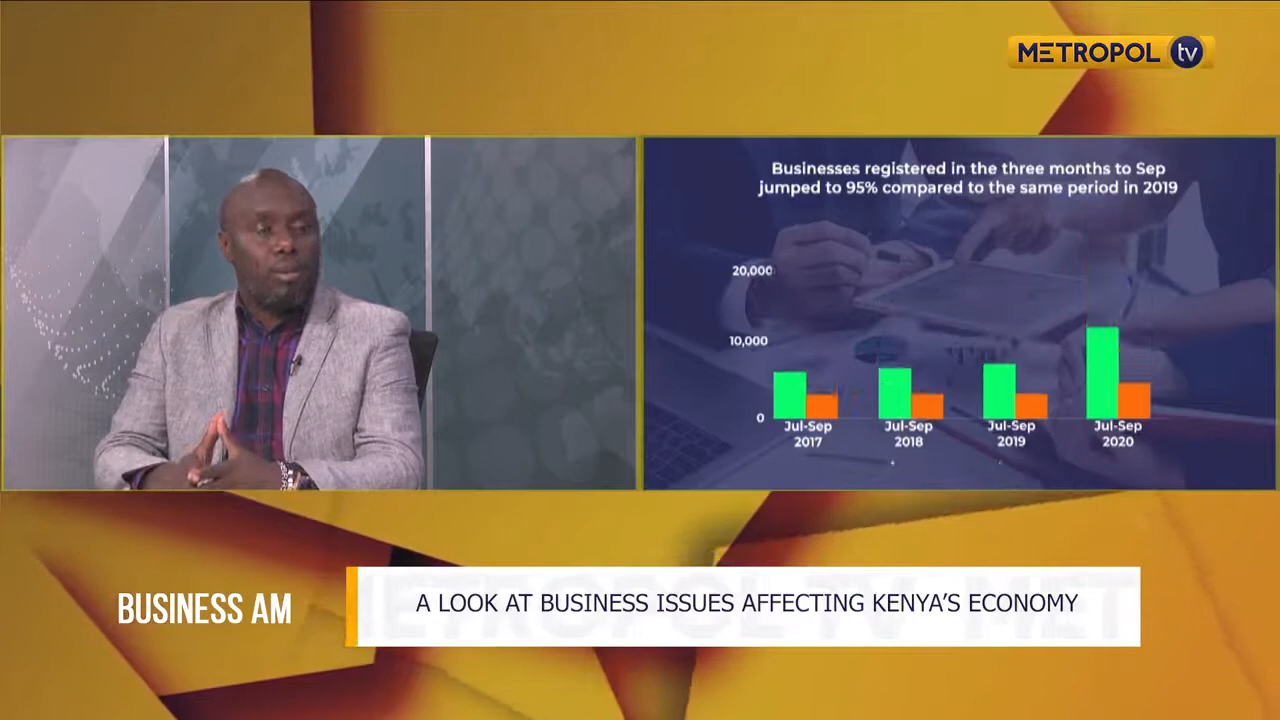 METROPOL tv
Businesses registered in the three months to Sep
jumped to 95% compared to the same period in 2019
20,000
10,000
0
Jul-Sep
2017
Jul-Sep
2018
Jul-Sep
2019
Jul-Sep
2020
BUSINESS AM
A LOOK AT BUSINESS ISSUES AFFECTING KENYA'S ECONOMY